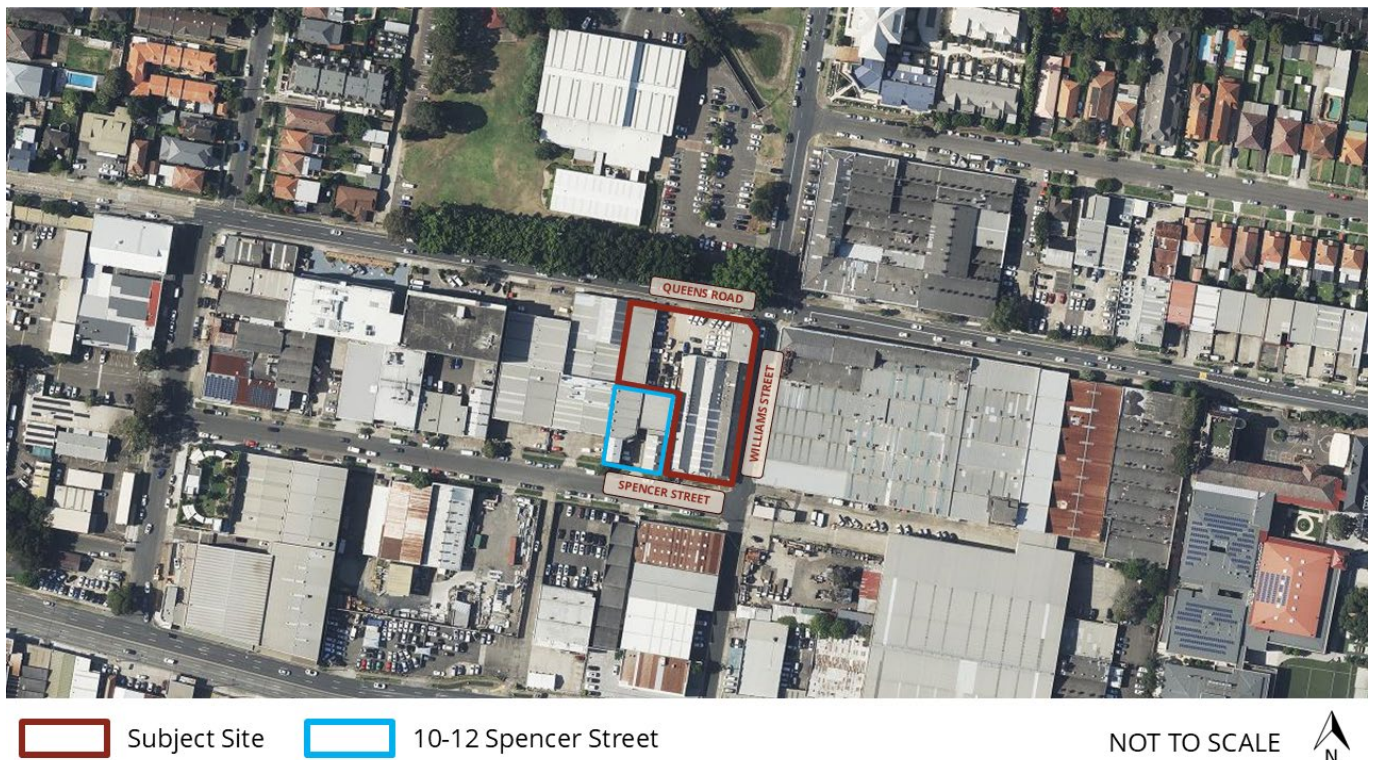 QUEENS ROAD
WILLIAMS STREET
SPENCER STREET
Subject Site
10-12 Spencer Street
NOT TO SCALE
N